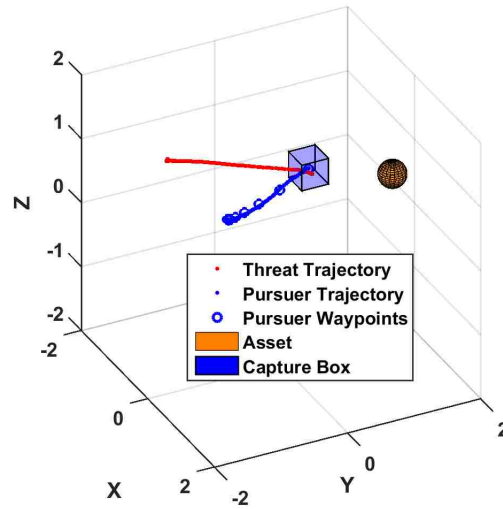 2
1
0
-1
-2
Z
-2
0
2
X
-2
0
2
Y
Threat Trajectory
Pursuer Trajectory
Pursuer Waypoints
Asset
Capture Box